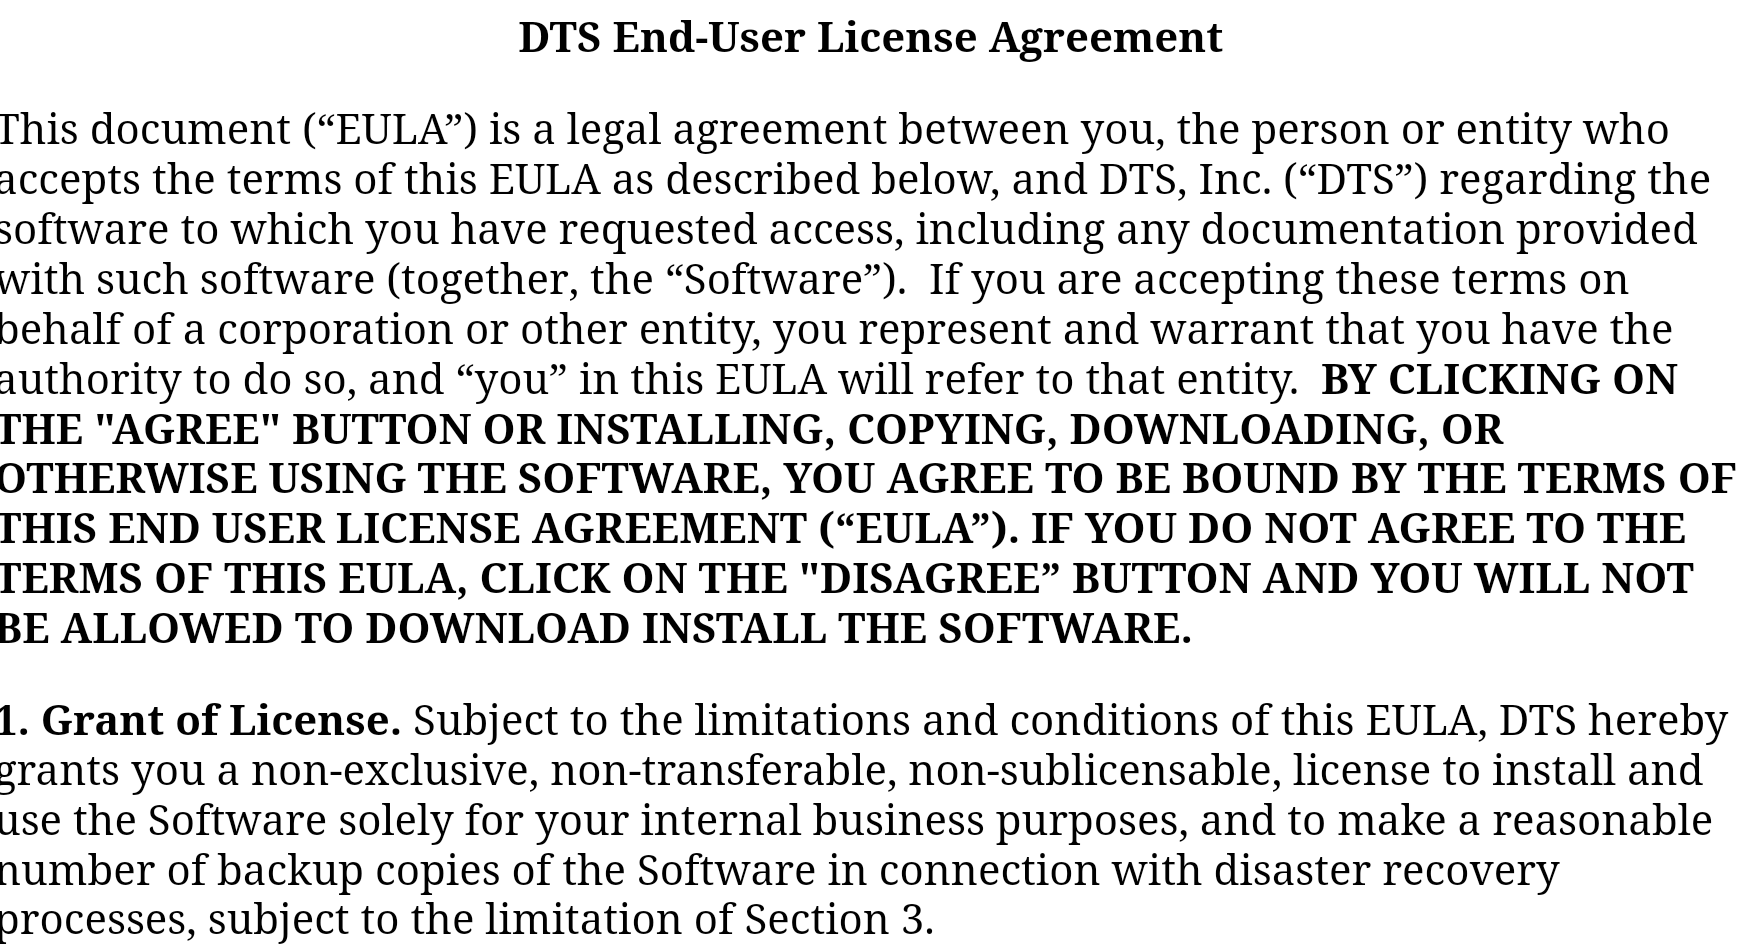 DTS End-User License Agreement
This document (“EULA”) is a legal agreement between you, the person or entity who
accepts the terms of this EULA as described below, and DTS, Inc. (“DTS”) regarding the
software to which you have requested access, including any documentation provided
with such software (together, the “Software”).  If you are accepting these terms on
behalf of a corporation or other entity, you represent and warrant that you have the
authority to do so, and “you” in this EULA will refer to that entity.  BY CLICKING ON
THE "AGREE" BUTTON OR INSTALLING, COPYING, DOWNLOADING, OR
OTHERWISE USING THE SOFTWARE, YOU AGREE TO BE BOUND BY THE TERMS OF
THIS END USER LICENSE AGREEMENT (“EULA”). IF YOU DO NOT AGREE TO THE
TERMS OF THIS EULA, CLICK ON THE "DISAGREE” BUTTON AND YOU WILL NOT
BE ALLOWED TO DOWNLOAD INSTALL THE SOFTWARE.
1. Grant of License. Subject to the limitations and conditions of this EULA, DTS hereby
grants you a non-exclusive, non-transferable, non-sublicensable, license to install and
use the Software solely for your internal business purposes, and to make a reasonable
number of backup copies of the Software in connection with disaster recovery
processes, subject to the limitation of Section 3.